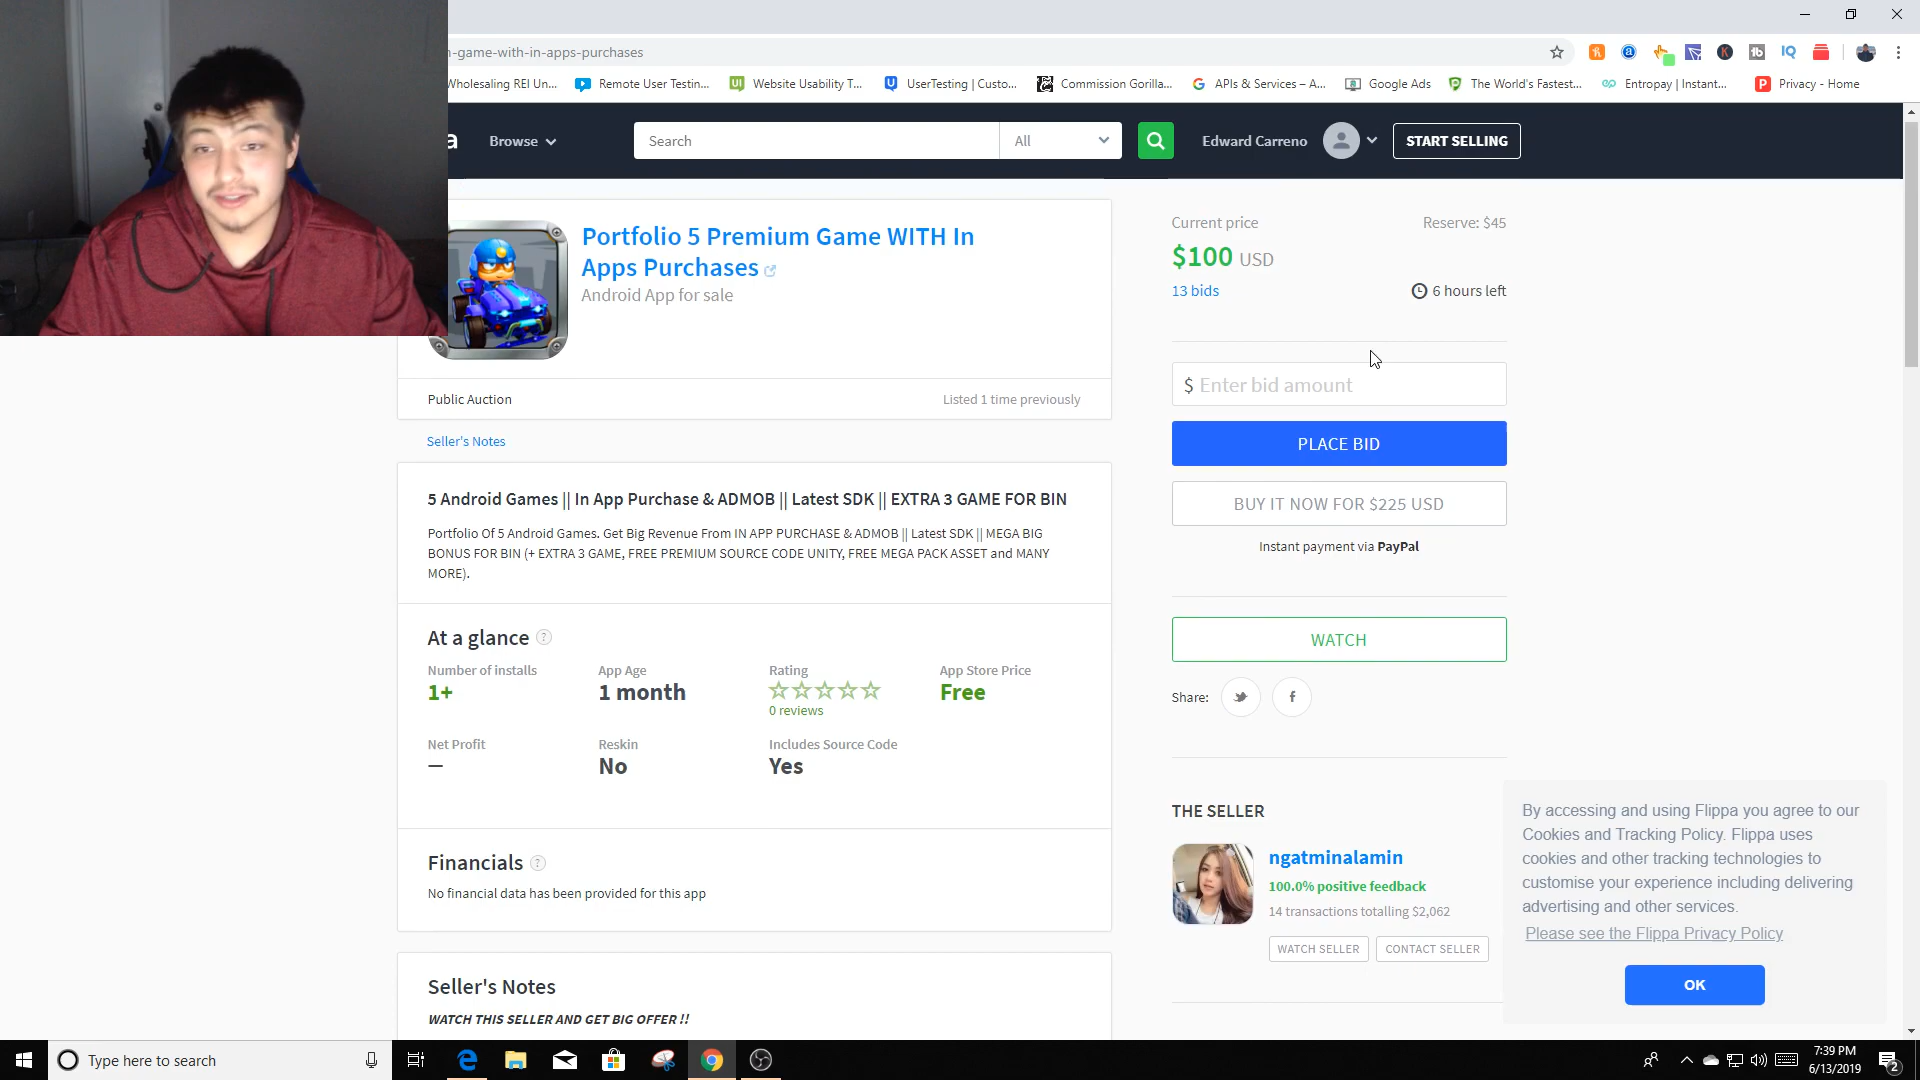 n-game-with-in-apps-purchases
Wholesaling REI Un...
Remote User Testin...
Website Usability T...
UserTesting | Custo...
Commission Gorilla...
APIs & Services – A...
Google Ads
The World's Fastest...
Entropay | Instant...
Privacy - Home
a
Browse
Search
All
Edward Carreno
START SELLING
Portfolio 5 Premium Game WITH In
Apps Purchases
Android App for sale
Public Auction
Listed 1 time previously
Current price
Reserve: $45
$100 USD
13 bids
6 hours left
$ Enter bid amount
PLACE BID
BUY IT NOW FOR $225 USD
Instant payment via PayPal
WATCH
Share:
Seller's Notes
5 Android Games || In App Purchase & ADMOB || Latest SDK || EXTRA 3 GAME FOR BIN
Portfolio Of 5 Android Games. Get Big Revenue From IN APP PURCHASE & ADMOB || Latest SDK || MEGA BIG
BONUS FOR BIN (+ EXTRA 3 GAME, FREE PREMIUM SOURCE CODE UNITY, FREE MEGA PACK ASSET and MANY
MORE).
At a glance ?
Number of installs
1+
App Age
1 month
Rating
0 reviews
App Store Price
Free
Net Profit
—
Reskin
No
Includes Source Code
Yes
Financials ?
No financial data has been provided for this app
Seller's Notes
WATCH THIS SELLER AND GET BIG OFFER !!
THE SELLER
ngatminalamin
100.0% positive feedback
14 transactions totalling $2,062
WATCH SELLER
CONTACT SELLER
By accessing and using Flippa you agree to our
Cookies and Tracking Policy. Flippa uses
cookies and other tracking technologies to
customise your experience including delivering
advertising and other services.
Please see the Flippa Privacy Policy
OK
Type here to search
7:39 PM
6/13/2019
2